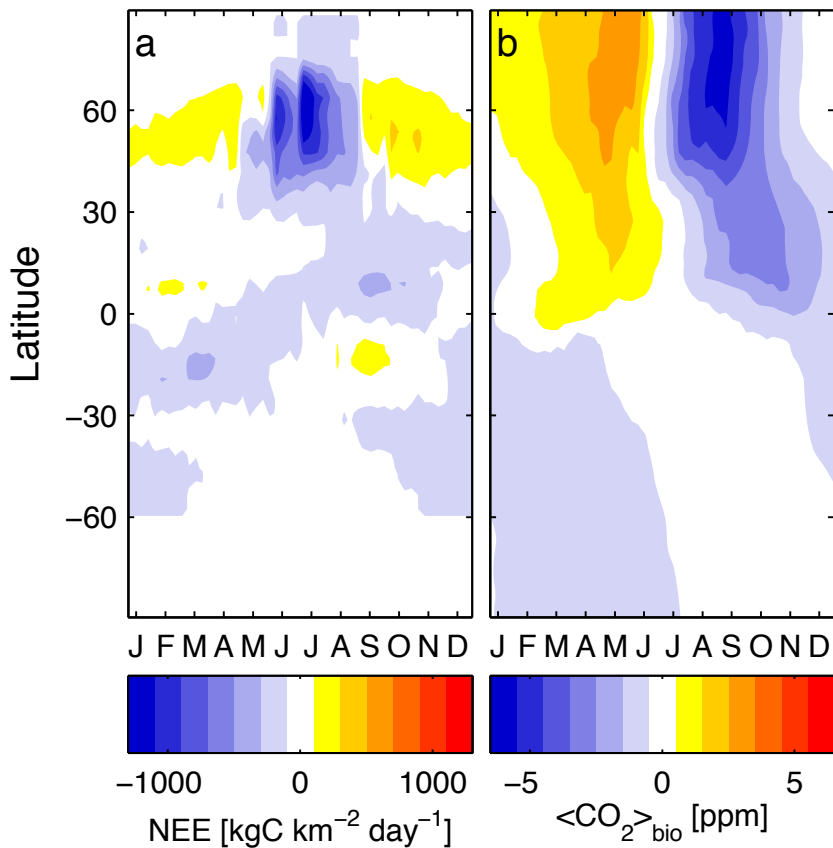 a
b
60
30
0
−30
−60
Latitude
J F M A M J J A S O N D
J F M A M J J A S O N D
−1000 0 1000
−5 0 5
NEE [kgC km⁻² day⁻¹]
<CO₂>bio [ppm]